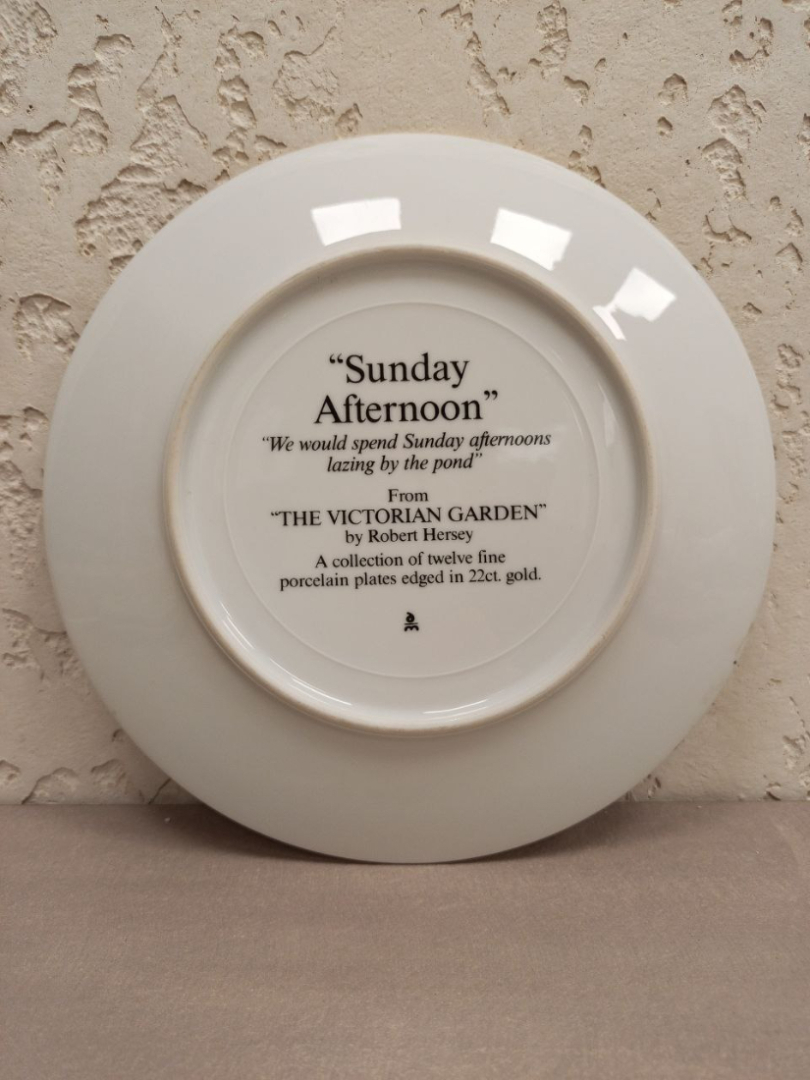 “Sunday
Afternoon”
“We would spend Sunday afternoons
lazing by the pond”
From
“THE VICTORIAN GARDEN”
by Robert Hersey
A collection of twelve fine
porcelain plates edged in 22ct. gold.